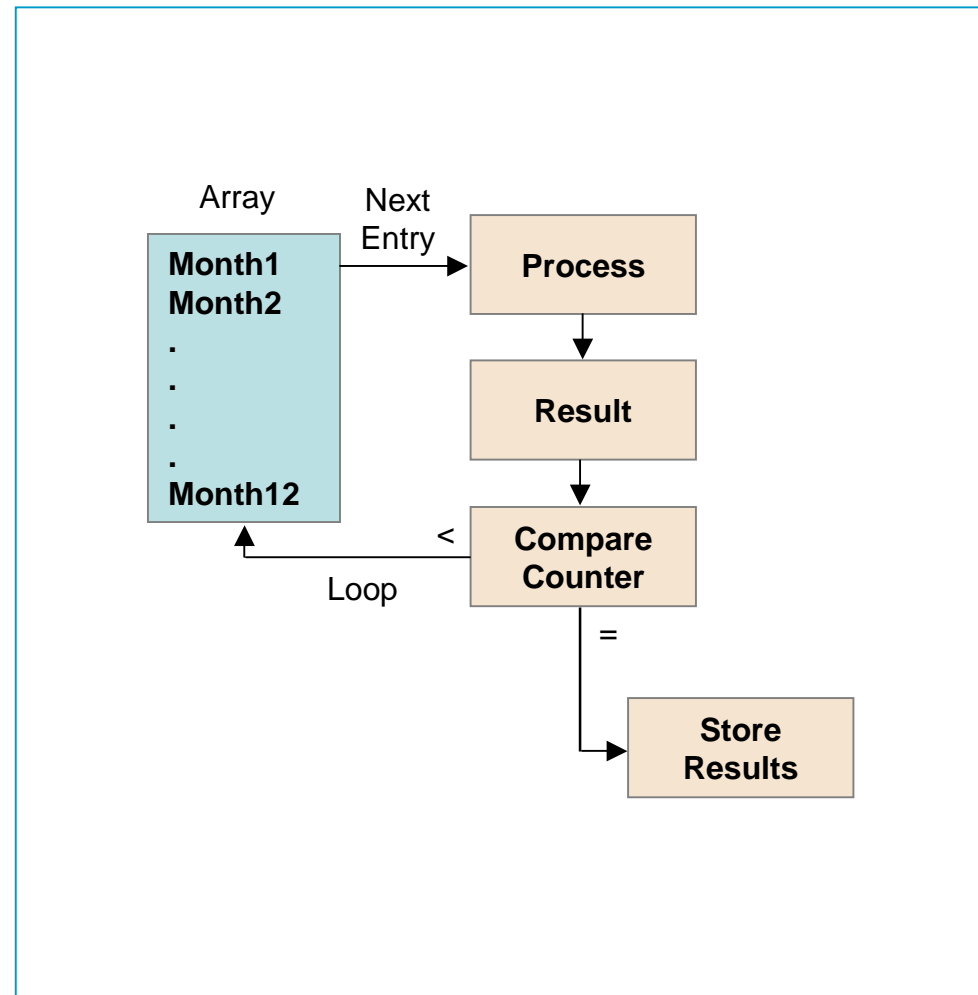 Array
Next
Entry
Month1
Month2
.
.
.
.
Month12
Process
Result
Compare
Counter
<
Loop
=
Store
Results